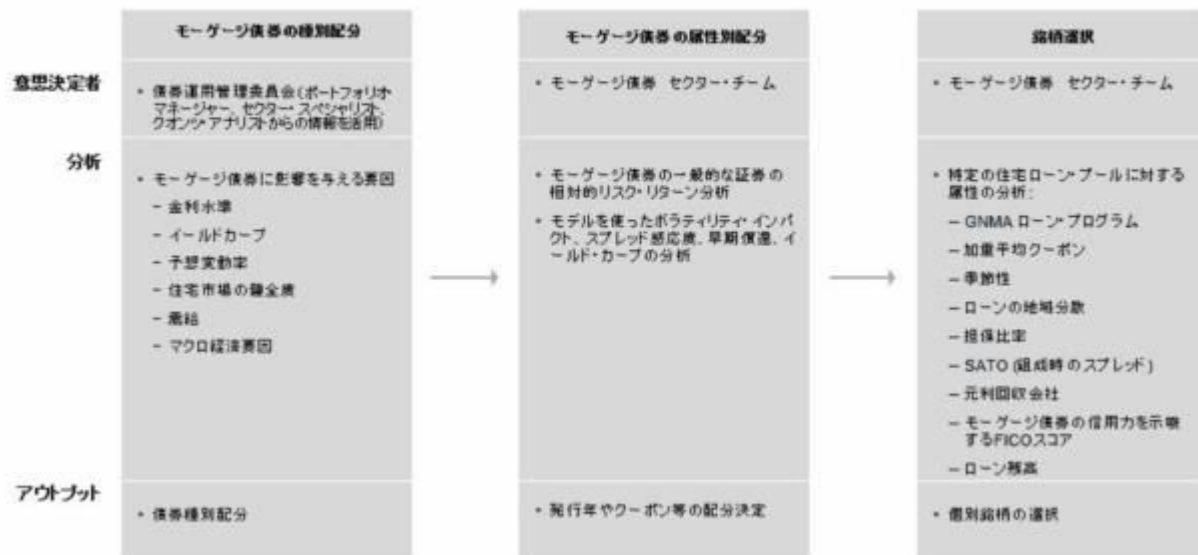 モーゲージ債券の種別配分
モーゲージ債券の属性別配分
銘柄選択
意思決定者
• 債券運用管理委員会(ポートフォリオ・
マネージャー、セクター・スペシャリスト、
クオンツ・アナリストからの情報を活用)
• モーゲージ債券 セクター・チーム
• モーゲージ債券 セクター・チーム
分析
• モーゲージ債券に影響を与える要因
– 金利水準
– イールドカーブ
– 予想変動率
– 住宅市場の健全度
– 需給
– マクロ経済要因
• モーゲージ債券の一般的な証券の
相対的リスク・リターン分析
• モデルを使ったボラティリティ・インパ
クト、スプレッド感応度、早期償還、イ
ールド・カーブの分析
• 特定の住宅ローン・プールに対する
属性の分析:
– GNMA ローン・プログラム
– 加重平均クーポン
– 季節性
– ローンの地域分散
– 担保比率
– SATO (組成時のスプレッド)
– 元利回収会社
– モーゲージ債券の信用力を示唆
するFICOスコア
– ローン残高
アウトプット
• 債券種別配分
• 発行年やクーポン等の配分決定
• 個別銘柄の選択